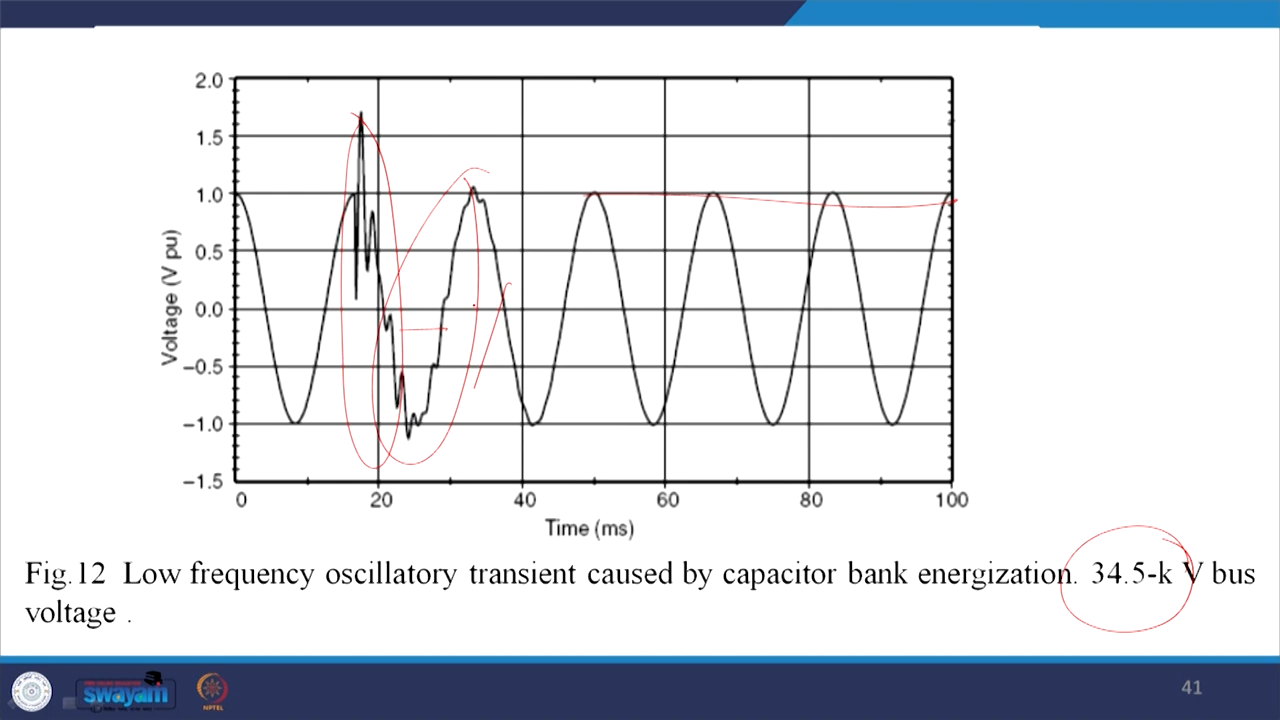 2.0
1.5
1.0
0.5
0.0
−0.5
−1.0
−1.5
Voltage (V pu)
0 20 40 60 80 100
Time (ms)
Fig.12 Low frequency oscillatory transient caused by capacitor bank energization. 34.5-k V bus
voltage .
swayam
NPTEL
41